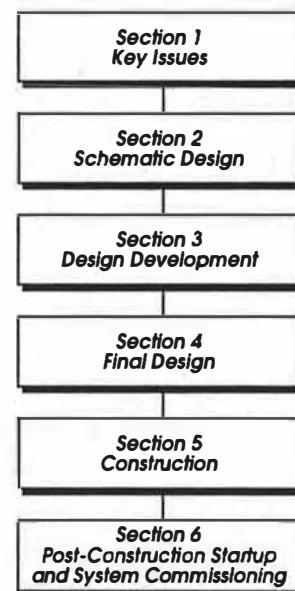 Section 1
Key Issues
Section 2
Schematic Design
Section 3
Design Development
Section 4
Final Design
Section 5
Construction
Section 6
Post-Construction Startup
and System Commissioning